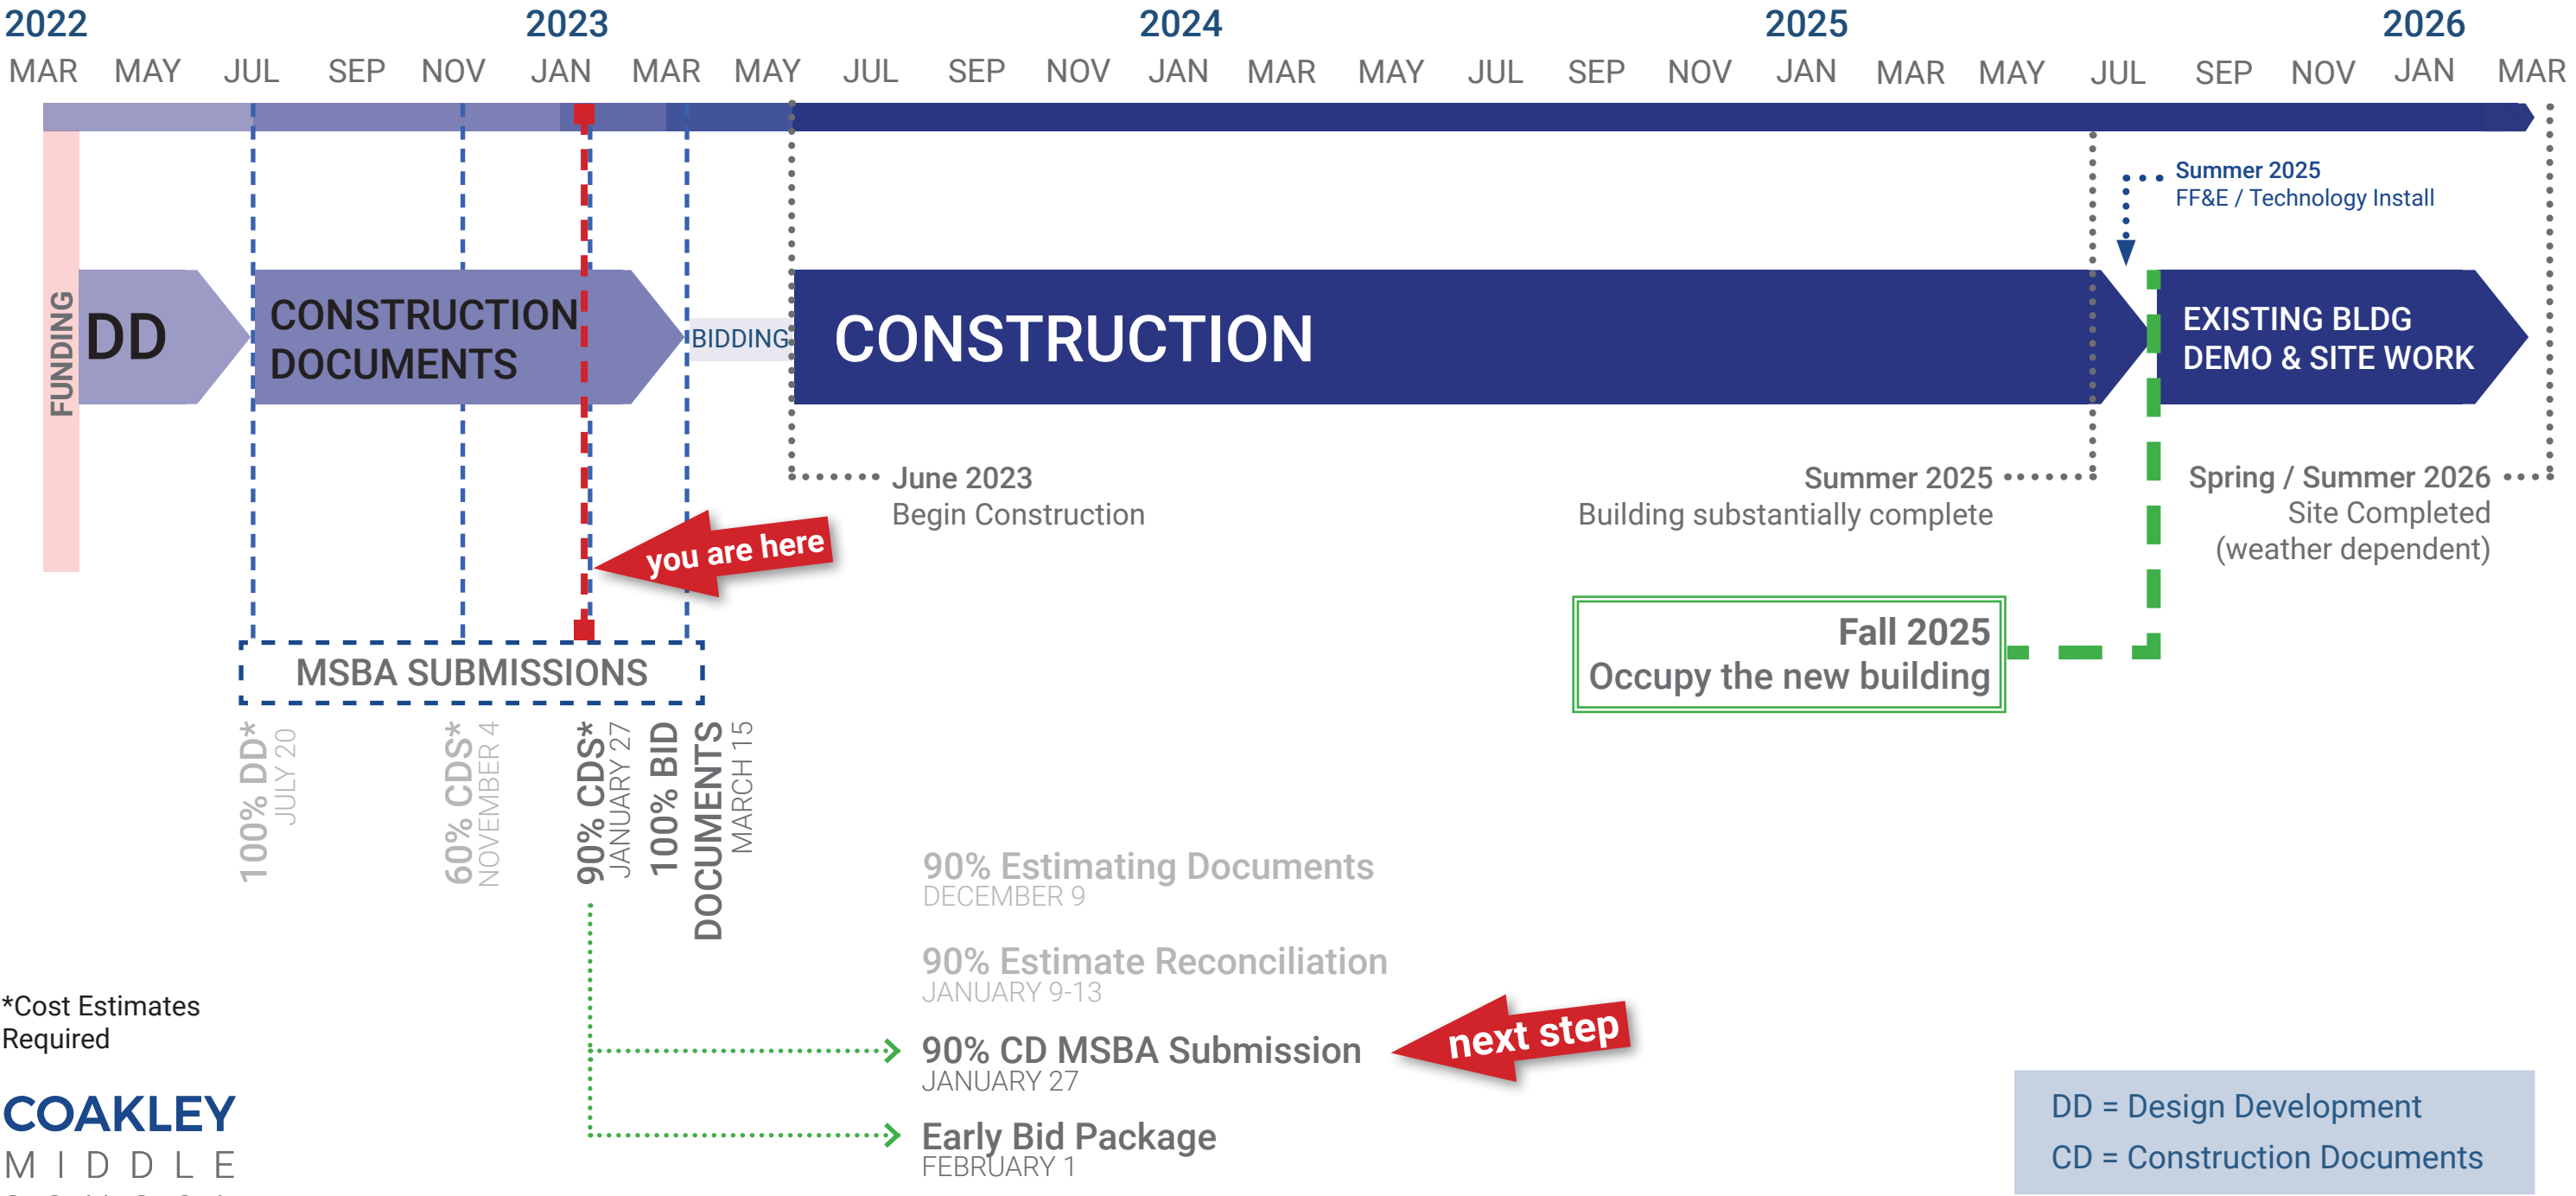 2022 2023 2024 2025 2026
MAR MAY JUL SEP NOV JAN MAR MAY JUL SEP NOV JAN MAR MAY JUL SEP NOV JAN MAR MAY JUL SEP NOV JAN MAR
Summer 2025
FF&E / Technology Install
FUNDING
DD
CONSTRUCTION
DOCUMENTS
BIDDING
CONSTRUCTION
EXISTING BLDG
DEMO & SITE WORK
June 2023
Begin Construction
Summer 2025
Building substantially complete
Spring / Summer 2026
Site Completed
(weather dependent)
you are here
Fall 2025
Occupy the new building
MSBA SUBMISSIONS
100% DD*
JULY 20
60% CDS*
NOVEMBER 4
90% CDS*
JANUARY 27
100% BID
DOCUMENTS
MARCH 15
90% Estimating Documents
DECEMBER 9
90% Estimate Reconciliation
JANUARY 9-13
90% CD MSBA Submission
JANUARY 27
next step
Early Bid Package
FEBRUARY 1
*Cost Estimates
Required
COAKLEY
MIDDLE
DD = Design Development
CD = Construction Documents